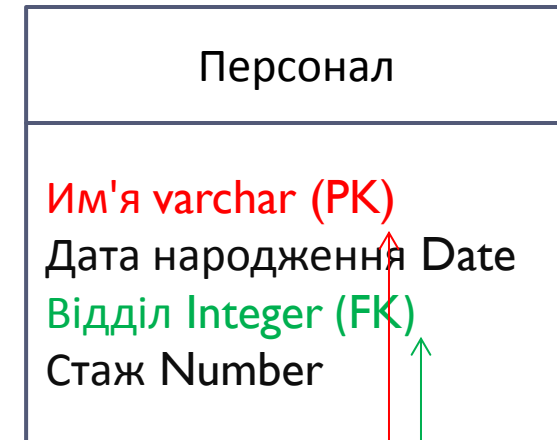 Персонал
Им'я varchar (PK)
Дата народження Date
Відділ Integer (FK)
Стаж Number